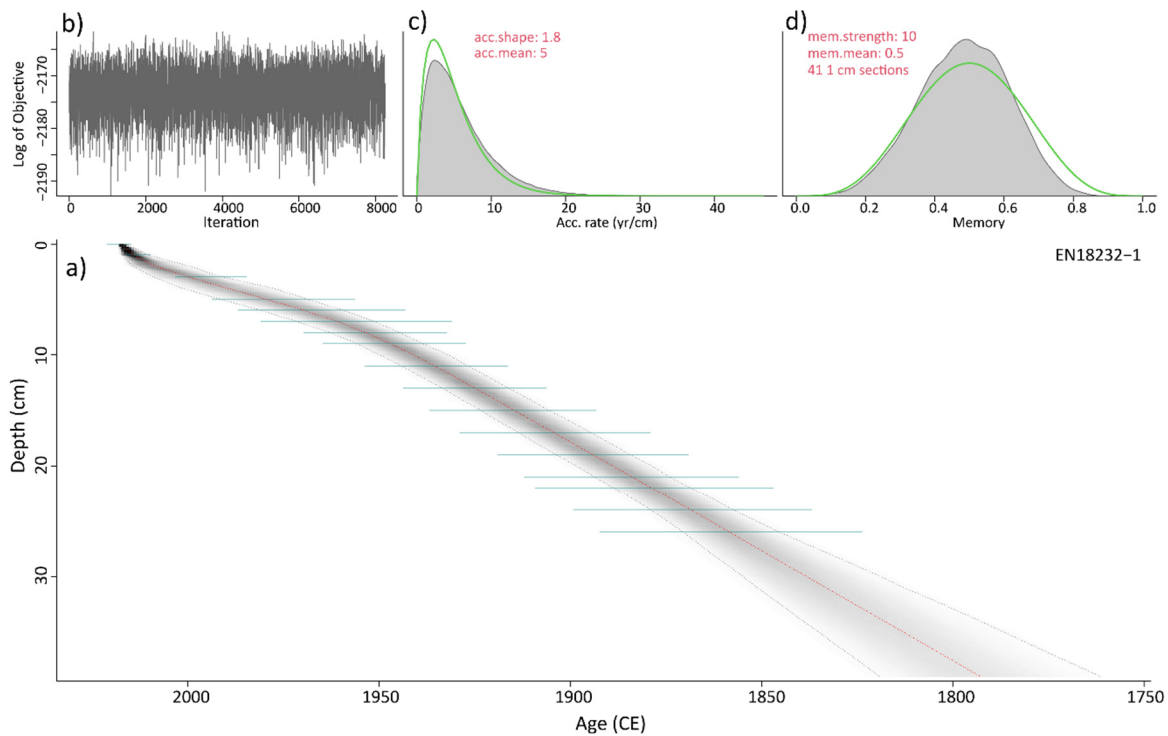 b)
Log of Objective
−2170
−2180
−2190
0 2000 4000 6000 8000
Iteration
c)
acc.shape: 1.8
acc.mean: 5
0 10 20 30 40
Acc. rate (yr/cm)
d)
mem.strength: 10
mem.mean: 0.5
41 1 cm sections
0.0 0.2 0.4 0.6 0.8 1.0
Memory
a)
EN18232−1
Depth (cm)
0
10
20
30
2000 1950 1900 1850 1800 1750
Age (CE)